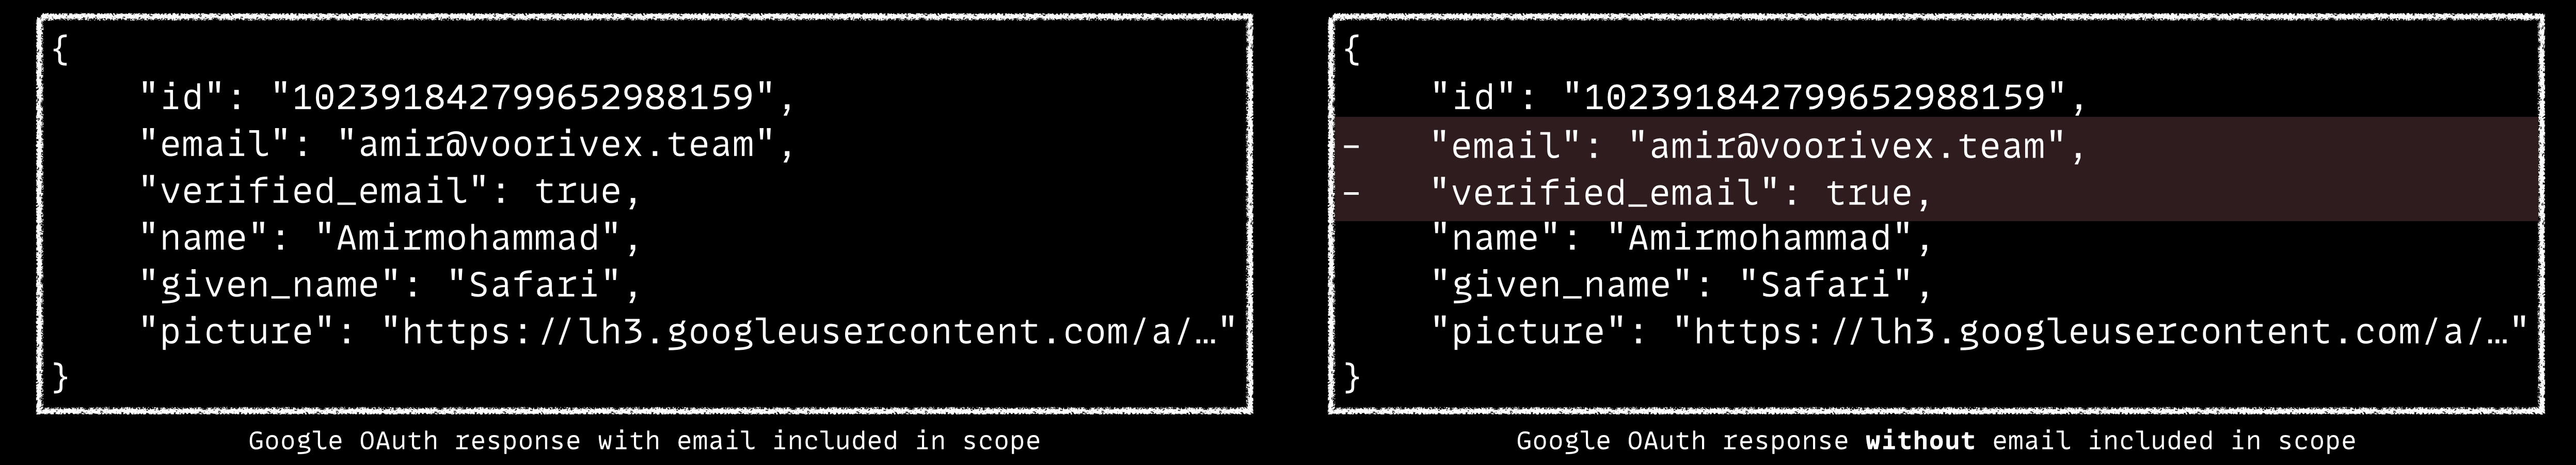 {
"id": "102391842799652988159",
"email": "amir@voorivex.team",
"verified_email": true,
"name": "Amirmohammad",
"given_name": "Safari",
"picture": "https://lh3.googleusercontent.com/a/…"
}
Google OAuth response with email included in scope
{
"id": "102391842799652988159",
- "email": "amir@voorivex.team",
- "verified_email": true,
"name": "Amirmohammad",
"given_name": "Safari",
"picture": "https://lh3.googleusercontent.com/a/…"
}
Google OAuth response without email included in scope